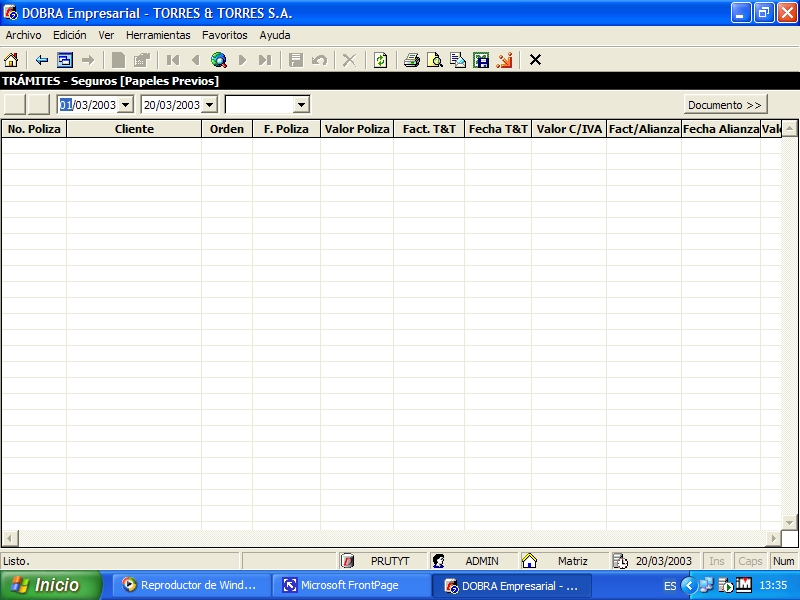 DOBRA Empresarial - TORRES & TORRES S.A.
Archivo Edición Ver Herramientas Favoritos Ayuda
TRÁMITES - Seguros [Papeles Previos]
01/03/2003 20/03/2003 Documento >>
No. Poliza Cliente Orden F. Poliza Valor Poliza Fact. T&T Fecha T&T Valor C/IVA Fact/Alianza Fecha Alianza Val
Listo. PRUTYT ADMIN Matriz 20/03/2003 Ins Caps Num
Inicio Reproductor de Wind... Microsoft FrontPage DOBRA Empresarial - ... ES 13:35